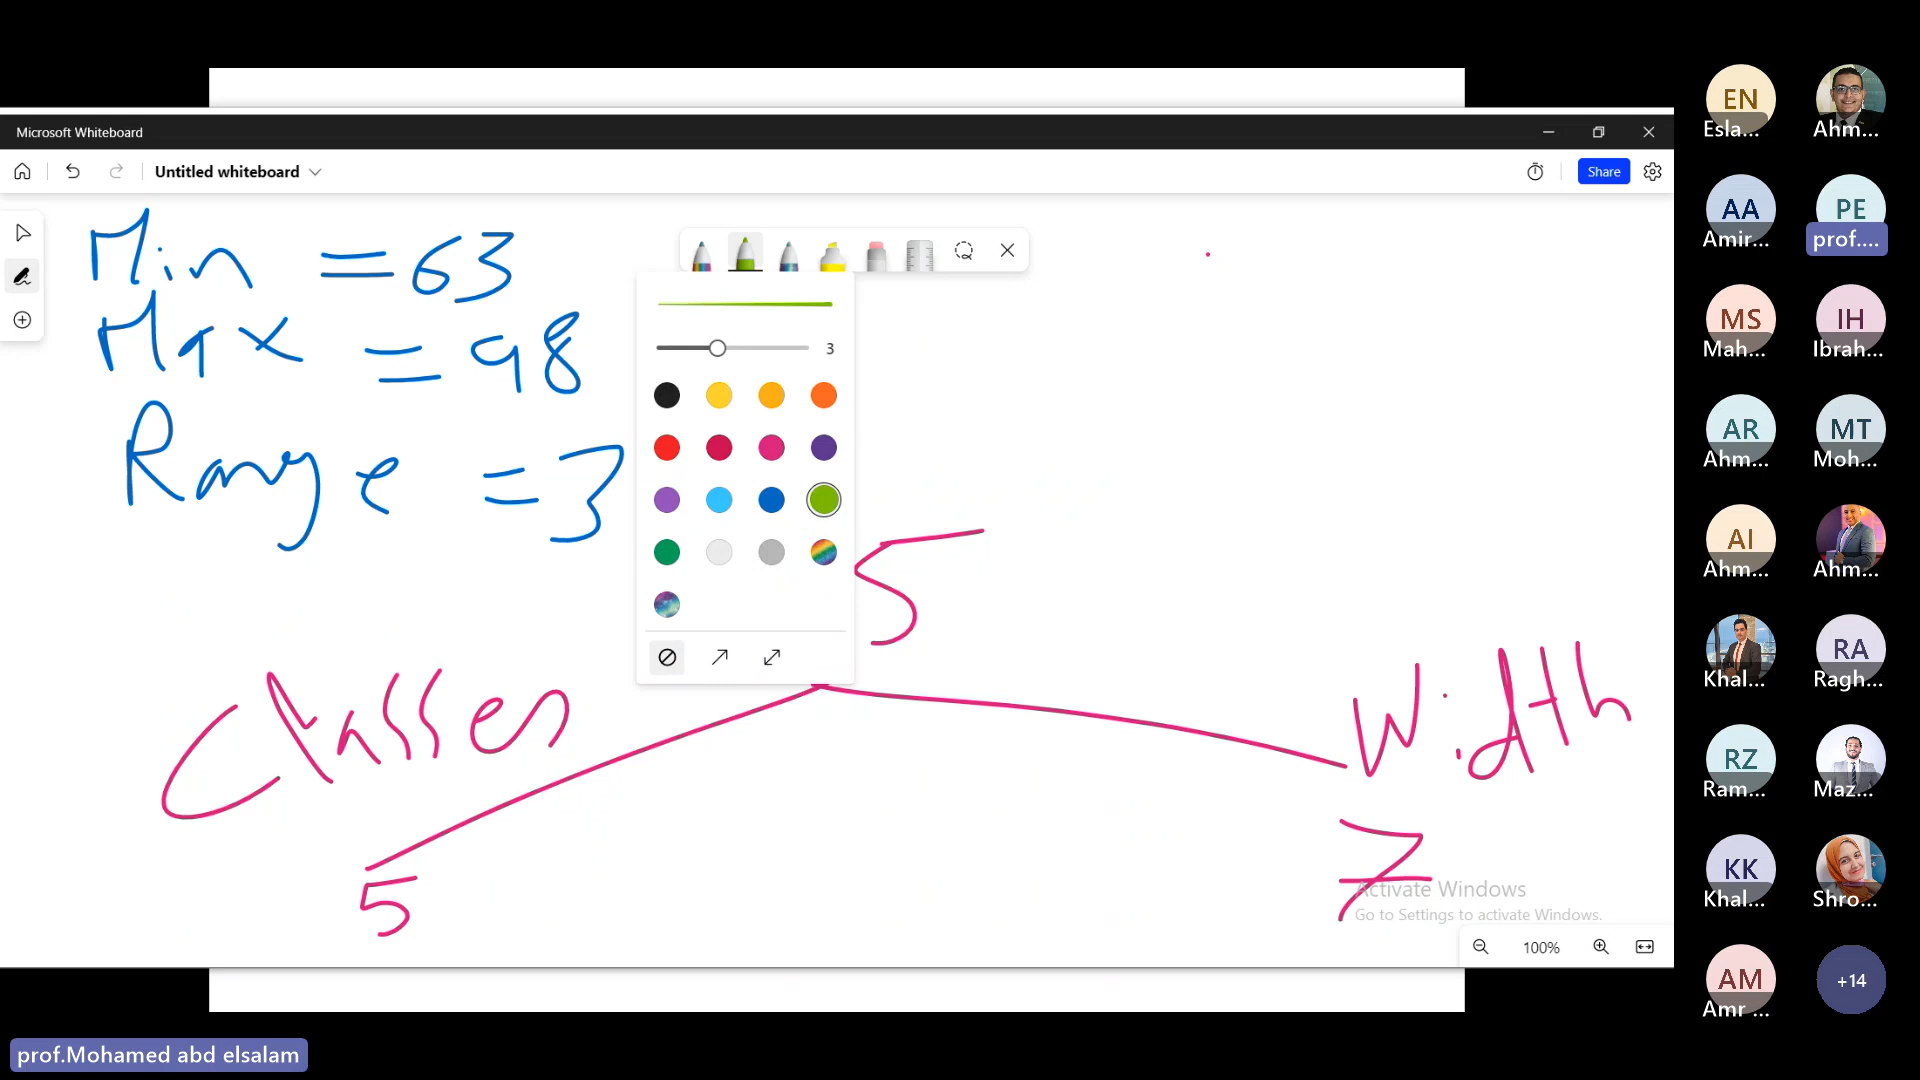 Microsoft Whiteboard
Untitled whiteboard
Share
Min = 63
Max = 98
Range = 3
3
5
Classes
Width
5
7
Activate Windows
Go to Settings to activate Windows.
100%
EN
Esla...
Ahm...
AA
Amir...
PE
prof....
MS
Mah...
IH
Ibrah...
AR
Ahm...
MT
Moh...
AI
Ahm...
Ahm...
Khal...
RA
Ragh...
RZ
Ram...
Maz...
KK
Khal...
Shro...
AM
Amr ...
+14
prof.Mohamed abd elsalam